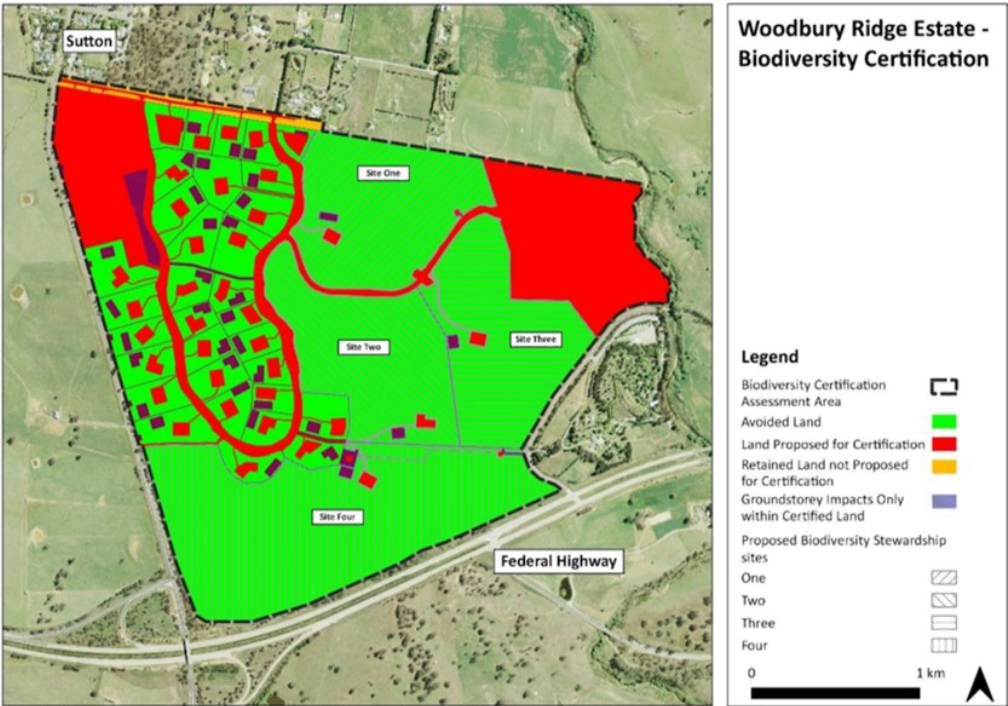 Sutton
Site One
Site Two
Site Three
Site Four
Federal Highway
Woodbury Ridge Estate -
Biodiversity Certification
Legend
Biodiversity Certification
Assessment Area
Avoided Land
Land Proposed for Certification
Retained Land not Proposed
for Certification
Groundstorey Impacts Only
within Certified Land
Proposed Biodiversity Stewardship
sites
One
Two
Three
Four
0 1 km